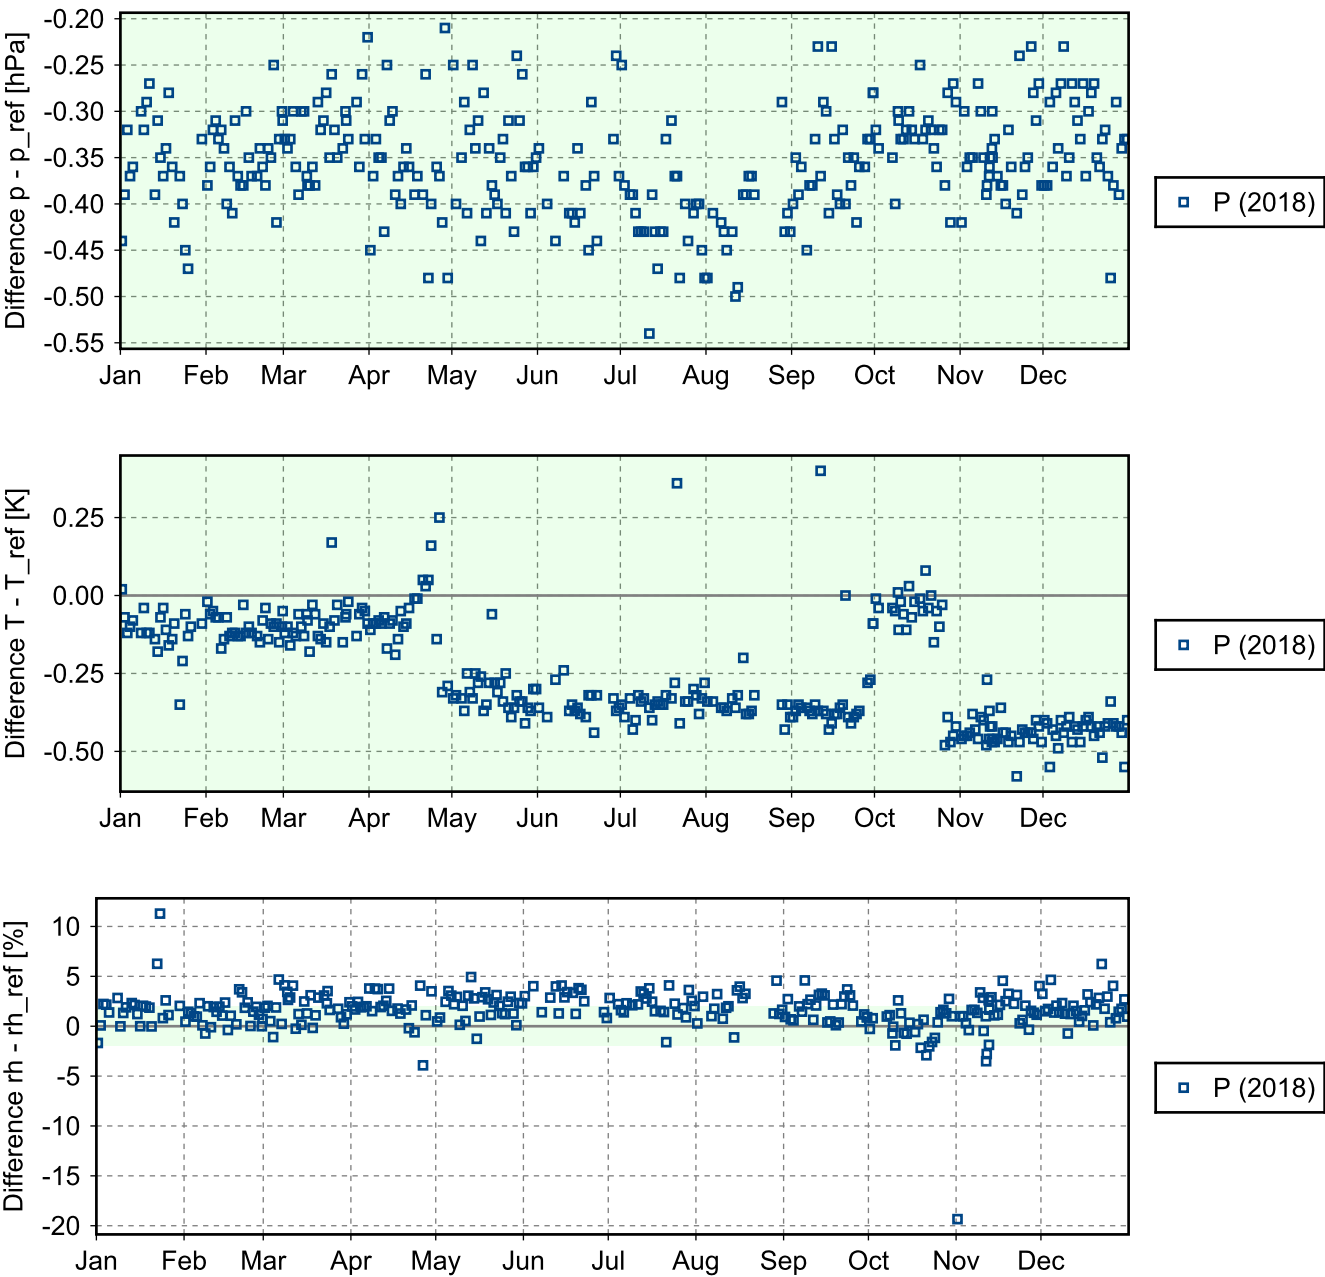 Difference p - p_ref [hPa]
-0.20
-0.25
-0.30
-0.35
-0.40
-0.45
-0.50
-0.55
Jan Feb Mar Apr May Jun Jul Aug Sep Oct Nov Dec
P (2018)
Difference T - T_ref [K]
0.25
0.00
-0.25
-0.50
Jan Feb Mar Apr May Jun Jul Aug Sep Oct Nov Dec
P (2018)
Difference rh - rh_ref [%]
10
5
0
-5
-10
-15
-20
Jan Feb Mar Apr May Jun Jul Aug Sep Oct Nov Dec
P (2018)